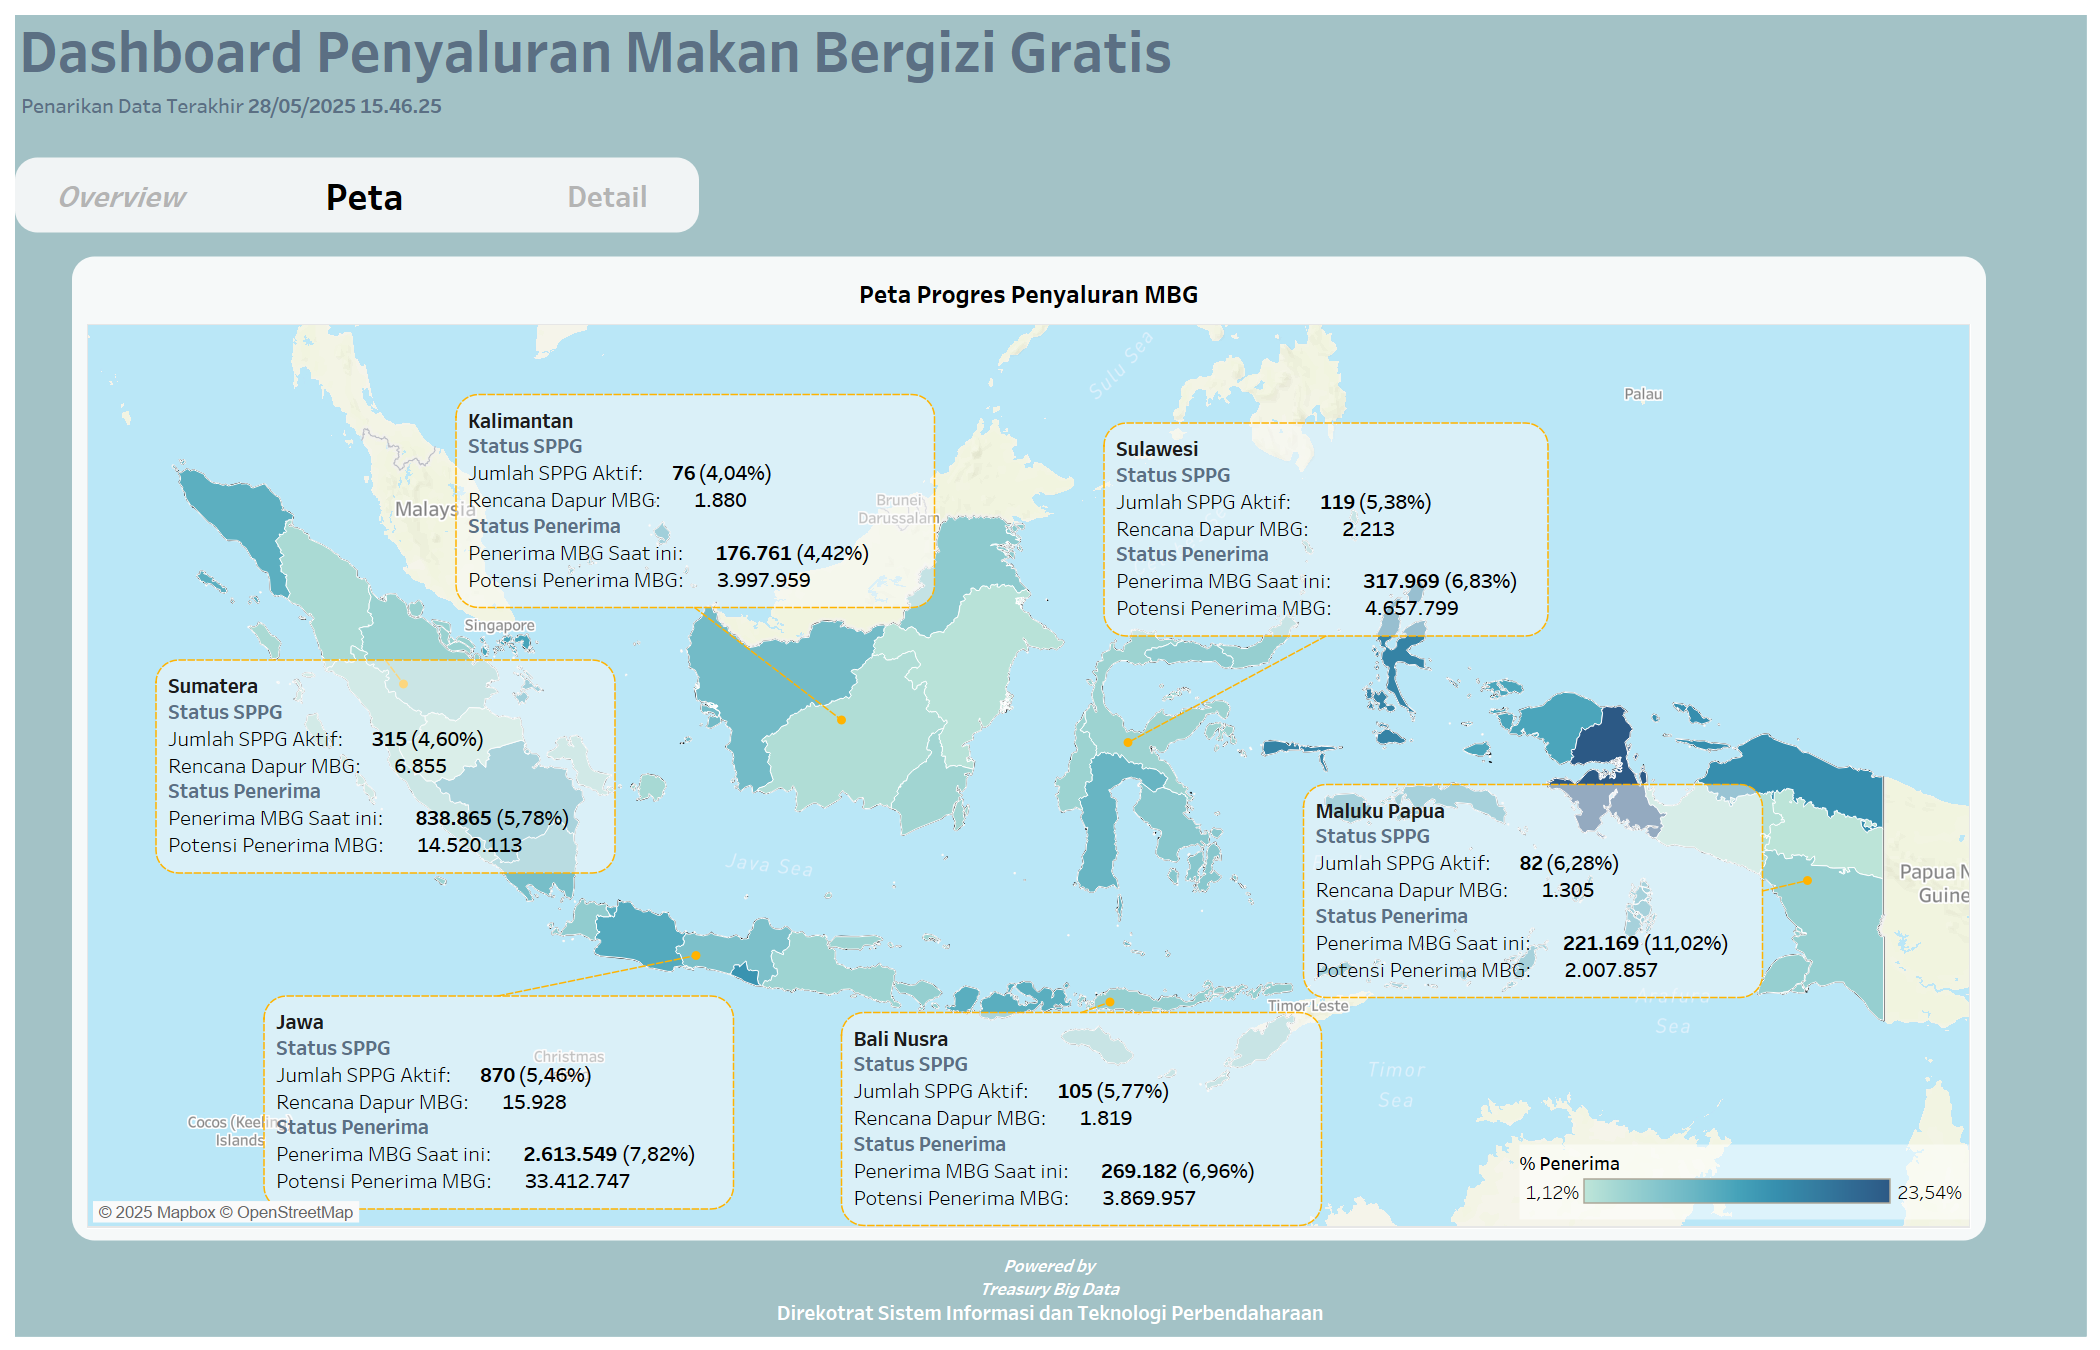 Dashboard Penyaluran Makan Bergizi Gratis
Penarikan Data Terakhir 28/05/2025 15.46.25
Overview
Peta
Detail
Peta Progres Penyaluran MBG
Sulu Sea
Palau
Kalimantan
Status SPPG
Jumlah SPPG Aktif: 76 (4,04%)
Rencana Dapur MBG: 1.880
Status Penerima
Penerima MBG Saat ini: 176.761 (4,42%)
Potensi Penerima MBG: 3.997.959
Sulawesi
Status SPPG
Jumlah SPPG Aktif: 119 (5,38%)
Rencana Dapur MBG: 2.213
Status Penerima
Penerima MBG Saat ini: 317.969 (6,83%)
Potensi Penerima MBG: 4.657.799
Malaysia
Brunei
Darussalam
Singapore
Sumatera
Status SPPG
Jumlah SPPG Aktif: 315 (4,60%)
Rencana Dapur MBG: 6.855
Status Penerima
Penerima MBG Saat ini: 838.865 (5,78%)
Potensi Penerima MBG: 14.520.113
Java Sea
Maluku Papua
Status SPPG
Jumlah SPPG Aktif: 82 (6,28%)
Rencana Dapur MBG: 1.305
Status Penerima
Penerima MBG Saat ini: 221.169 (11,02%)
Potensi Penerima MBG: 2.007.857
Papua N
Guine
Arafura
Sea
Timor Leste
Timor
Sea
Jawa
Status SPPG
Jumlah SPPG Aktif: 870 (5,46%)
Rencana Dapur MBG: 15.928
Status Penerima
Penerima MBG Saat ini: 2.613.549 (7,82%)
Potensi Penerima MBG: 33.412.747
Christmas
Cocos (Keeling)
Islands
Bali Nusra
Status SPPG
Jumlah SPPG Aktif: 105 (5,77%)
Rencana Dapur MBG: 1.819
Status Penerima
Penerima MBG Saat ini: 269.182 (6,96%)
Potensi Penerima MBG: 3.869.957
% Penerima
1,12% 23,54%
© 2025 Mapbox © OpenStreetMap
Powered by
Treasury Big Data
Direkotrat Sistem Informasi dan Teknologi Perbendaharaan